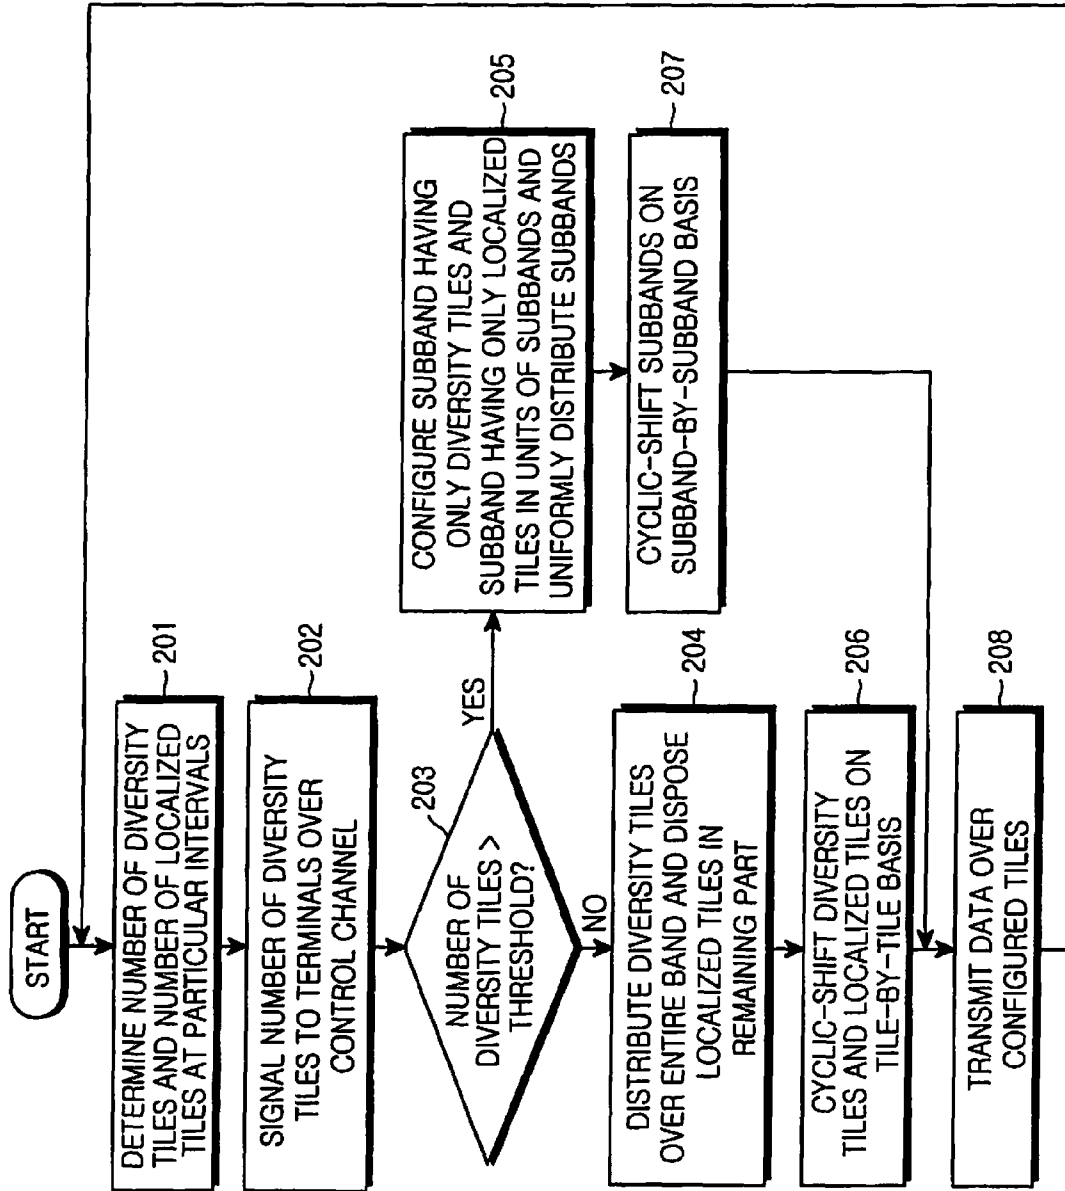 START
DETERMINE NUMBER OF DIVERSITY
TILES AND NUMBER OF LOCALIZED
TILES AT PARTICULAR INTERVALS
201
SIGNAL NUMBER OF DIVERSITY
TILES TO TERMINALS OVER
CONTROL CHANNEL
202
NUMBER OF
DIVERSITY TILES >
THRESHOLD?
203
YES
NO
DISTRIBUTE DIVERSITY TILES
OVER ENTIRE BAND AND DISPOSE
LOCALIZED TILES IN
REMAINING PART
204
CONFIGURE SUBBAND HAVING
ONLY DIVERSITY TILES AND
SUBBAND HAVING ONLY LOCALIZED
TILES IN UNITS OF SUBBANDS AND
UNIFORMLY DISTRIBUTE SUBBANDS
205
CYCLIC-SHIFT DIVERSITY
TILES AND LOCALIZED TILES ON
TILE-BY-TILE BASIS
206
CYCLIC-SHIFT SUBBANDS ON
SUBBAND-BY-SUBBAND BASIS
207
TRANSMIT DATA OVER
CONFIGURED TILES
208